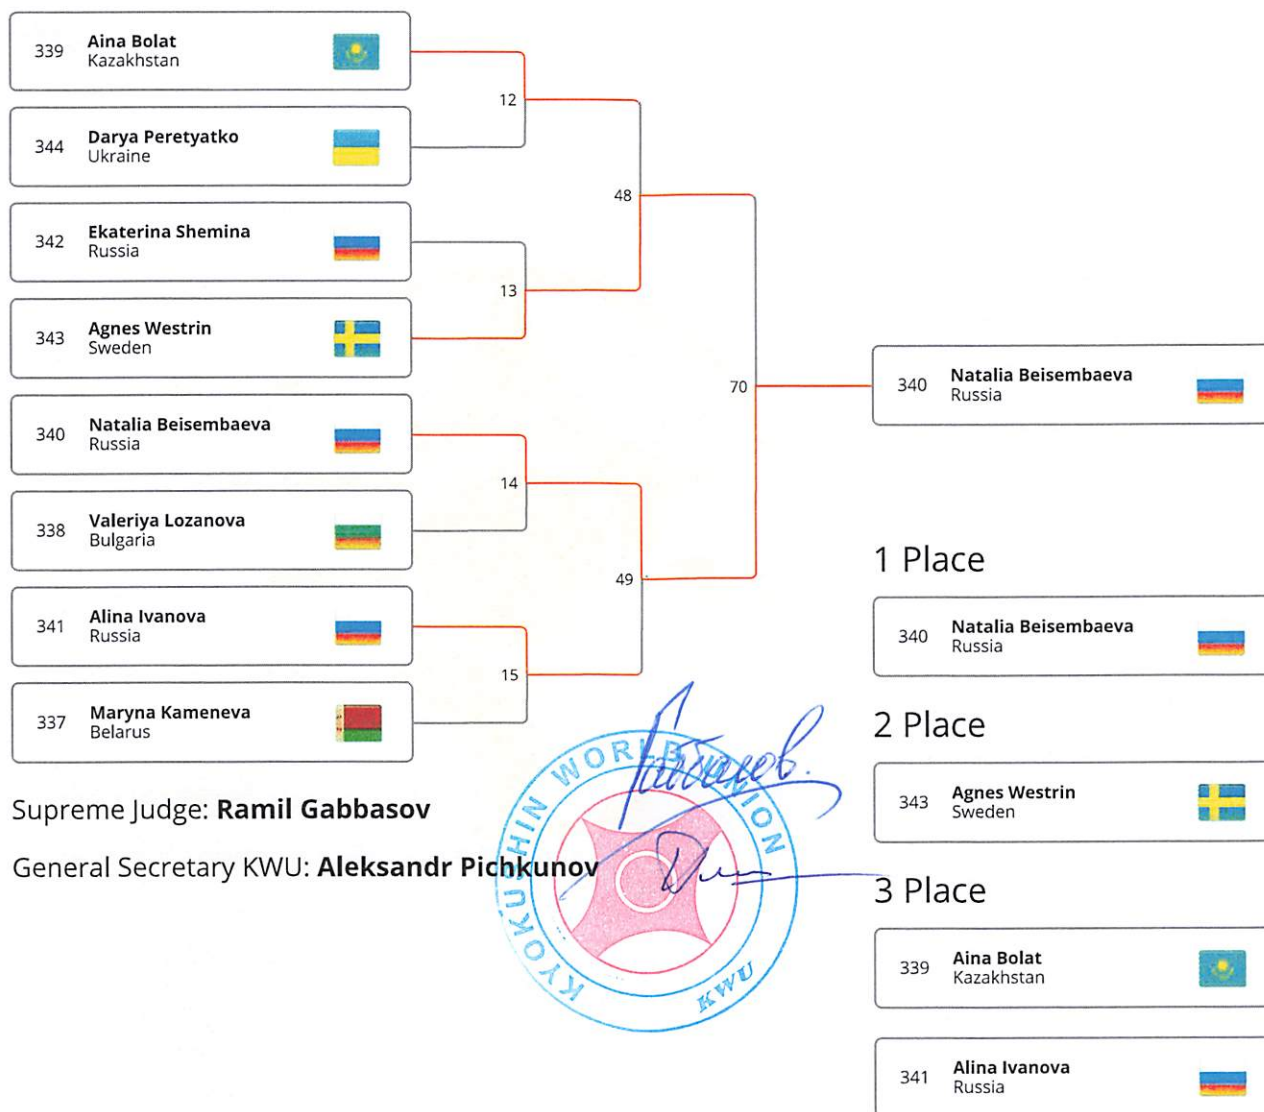 339 Aina Bolat
Kazakhstan
344 Darya Peretyatko
Ukraine
342 Ekaterina Shemina
Russia
343 Agnes Westrin
Sweden
340 Natalia Beisembaeva
Russia
338 Valeriya Lozanova
Bulgaria
341 Alina Ivanova
Russia
337 Maryna Kameneva
Belarus
12
13
14
15
48
49
70
340 Natalia Beisembaeva
Russia
1 Place
340 Natalia Beisembaeva
Russia
2 Place
343 Agnes Westrin
Sweden
3 Place
339 Aina Bolat
Kazakhstan
341 Alina Ivanova
Russia
Supreme Judge: Ramil Gabbasov
General Secretary KWU: Aleksandr Pichkunov
KYOKUSHIN WORLD UNION
KWU